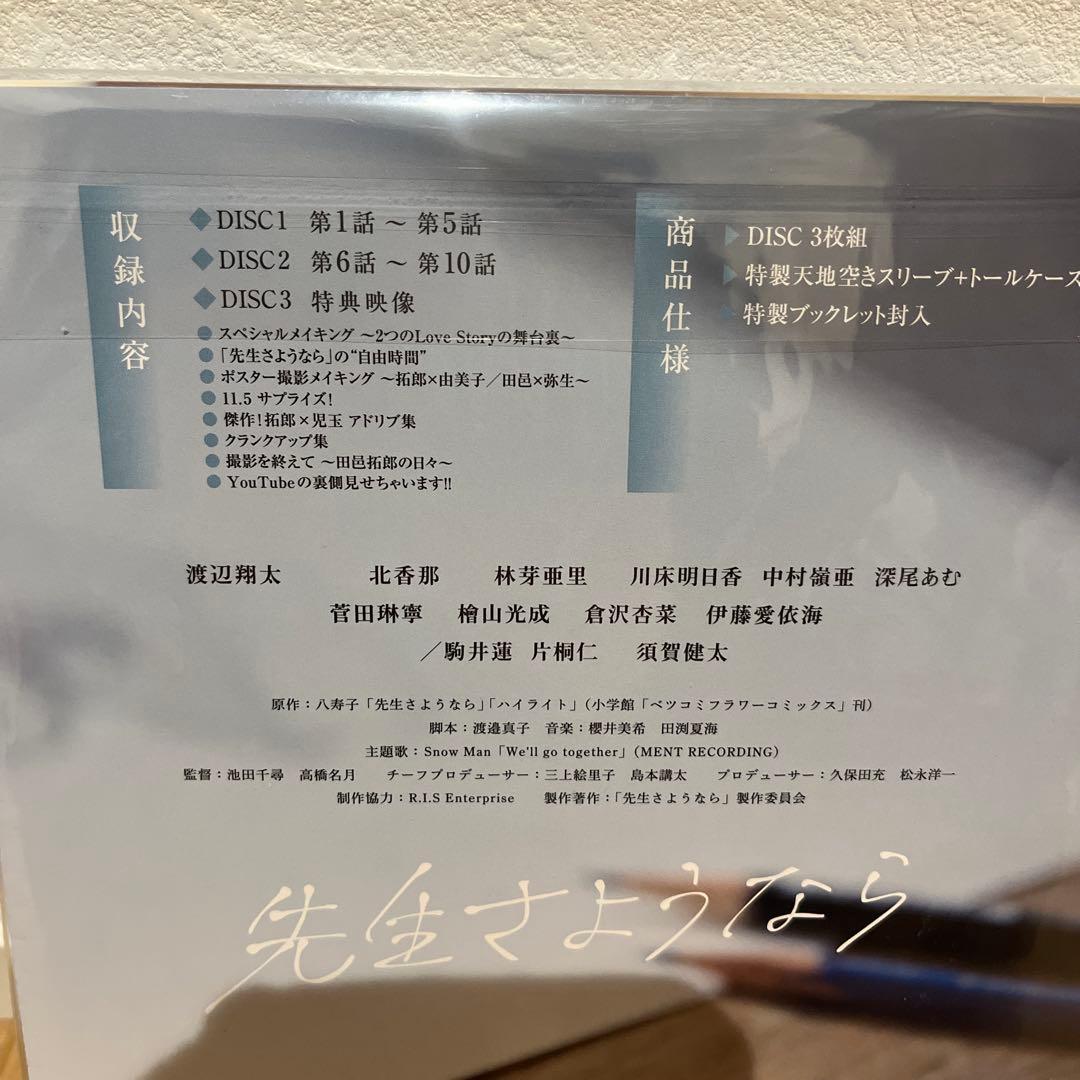 収録内容
◆DISC1 第1話 ～ 第5話
◆DISC2 第6話 ～ 第10話
◆DISC3 特典映像
●スペシャルメイキング ～2つのLove Storyの舞台裏～
●「先生さようなら」の“自由時間”
●ポスター撮影メイキング ～拓郎×由美子／田邑×弥生～
●11.5 サプライズ!
●傑作!拓郎×児玉 アドリブ集
●クランクアップ集
●撮影を終えて ～田邑拓郎の日々～
●YouTubeの裏側見せちゃいます!!
商品仕様
▶DISC 3枚組
▶特製天地空きスリーブ+トールケース
▶特製ブックレット封入
渡辺翔太 北香那 林芽亜里 川床明日香 中村嶺亜 深尾あむ
菅田琳寧 檜山光成 倉沢杏菜 伊藤愛依海
／駒井蓮 片桐仁 須賀健太
原作：八寿子「先生さようなら」「ハイライト」（小学館「ベツコミフラワーコミックス」刊）
脚本：渡邉真子 音楽：櫻井美希 田渕夏海
主題歌：Snow Man「We'll go together」（MENT RECORDING）
監督：池田千尋 高橋名月 チーフプロデューサー：三上絵里子 島本講太 プロデューサー：久保田充 松永洋一
制作協力：R.I.S Enterprise 製作著作：「先生さようなら」製作委員会
先生さようなら